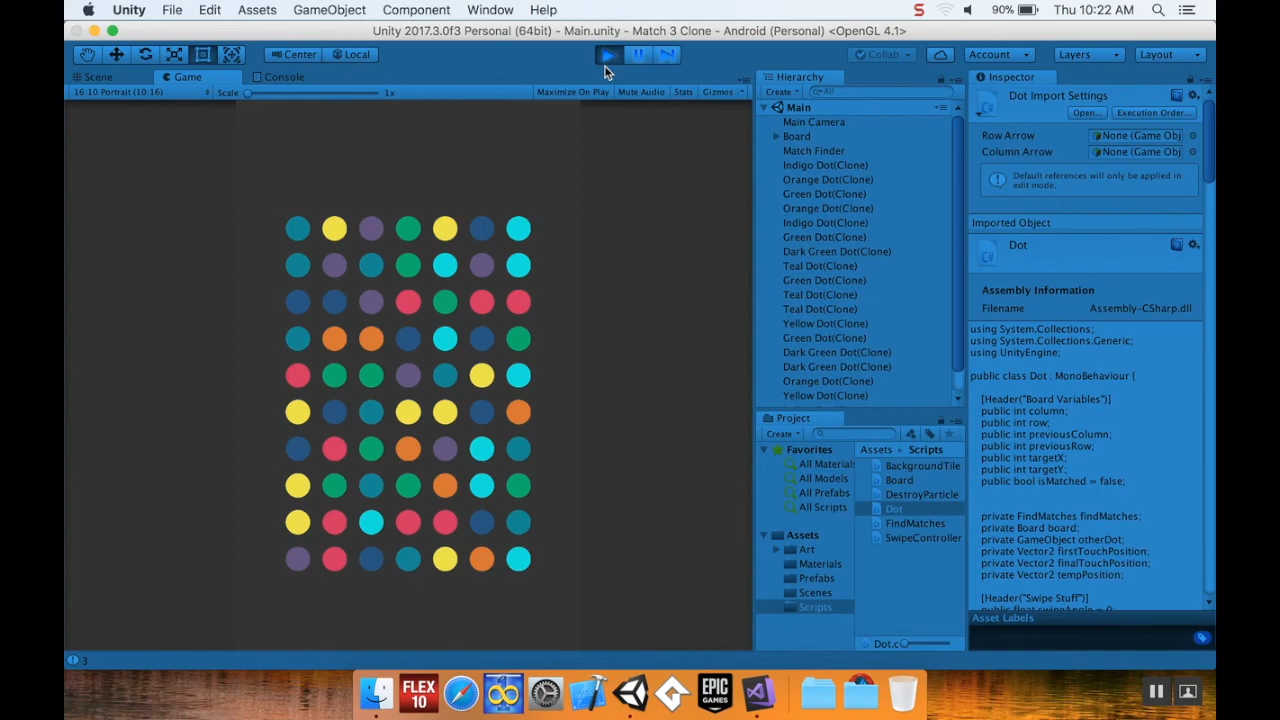 Unity File Edit Assets GameObject Component Window Help 90% Thu 10:22 AM
Unity 2017.3.0f3 Personal (64bit) - Main.unity - Match 3 Clone - Android (Personal) <OpenGL 4.1>
Center Local Collab Account Layers Layout
Scene Game Console
16:10 Portrait (10:16) Scale 1x Maximize On Play Mute Audio Stats Gizmos
Hierarchy
Create All
Main
Main Camera
Board
Match Finder
Indigo Dot(Clone)
Orange Dot(Clone)
Green Dot(Clone)
Orange Dot(Clone)
Indigo Dot(Clone)
Green Dot(Clone)
Dark Green Dot(Clone)
Teal Dot(Clone)
Green Dot(Clone)
Teal Dot(Clone)
Teal Dot(Clone)
Yellow Dot(Clone)
Green Dot(Clone)
Dark Green Dot(Clone)
Dark Green Dot(Clone)
Orange Dot(Clone)
Yellow Dot(Clone)
Project
Create
Favorites
All Material
All Models
All Prefabs
All Scripts
Assets
Art
Materials
Prefabs
Scenes
Scripts
Assets Scripts
BackgroundTile
Board
DestroyParticle
Dot
FindMatches
SwipeController
Dot.c
Inspector
Dot Import Settings
Open... Execution Order...
Row Arrow None (Game Obj
Column Arrow None (Game Obj
Default references will only be applied in
edit mode.
Imported Object
Dot
Assembly Information
Filename Assembly-CSharp.dll
using System.Collections;
using System.Collections.Generic;
using UnityEngine;
public class Dot : MonoBehaviour {
[Header("Board Variables")]
public int column;
public int row;
public int previousColumn;
public int previousRow;
public int targetX;
public int targetY;
public bool isMatched = false;
private FindMatches findMatches;
private Board board;
private GameObject otherDot;
private Vector2 firstTouchPosition;
private Vector2 finalTouchPosition;
private Vector2 tempPosition;
[Header("Swipe Stuff")]
public float swipeAngle = 0;
Asset Labels
3
FLEX
10
EPIC
GAMES